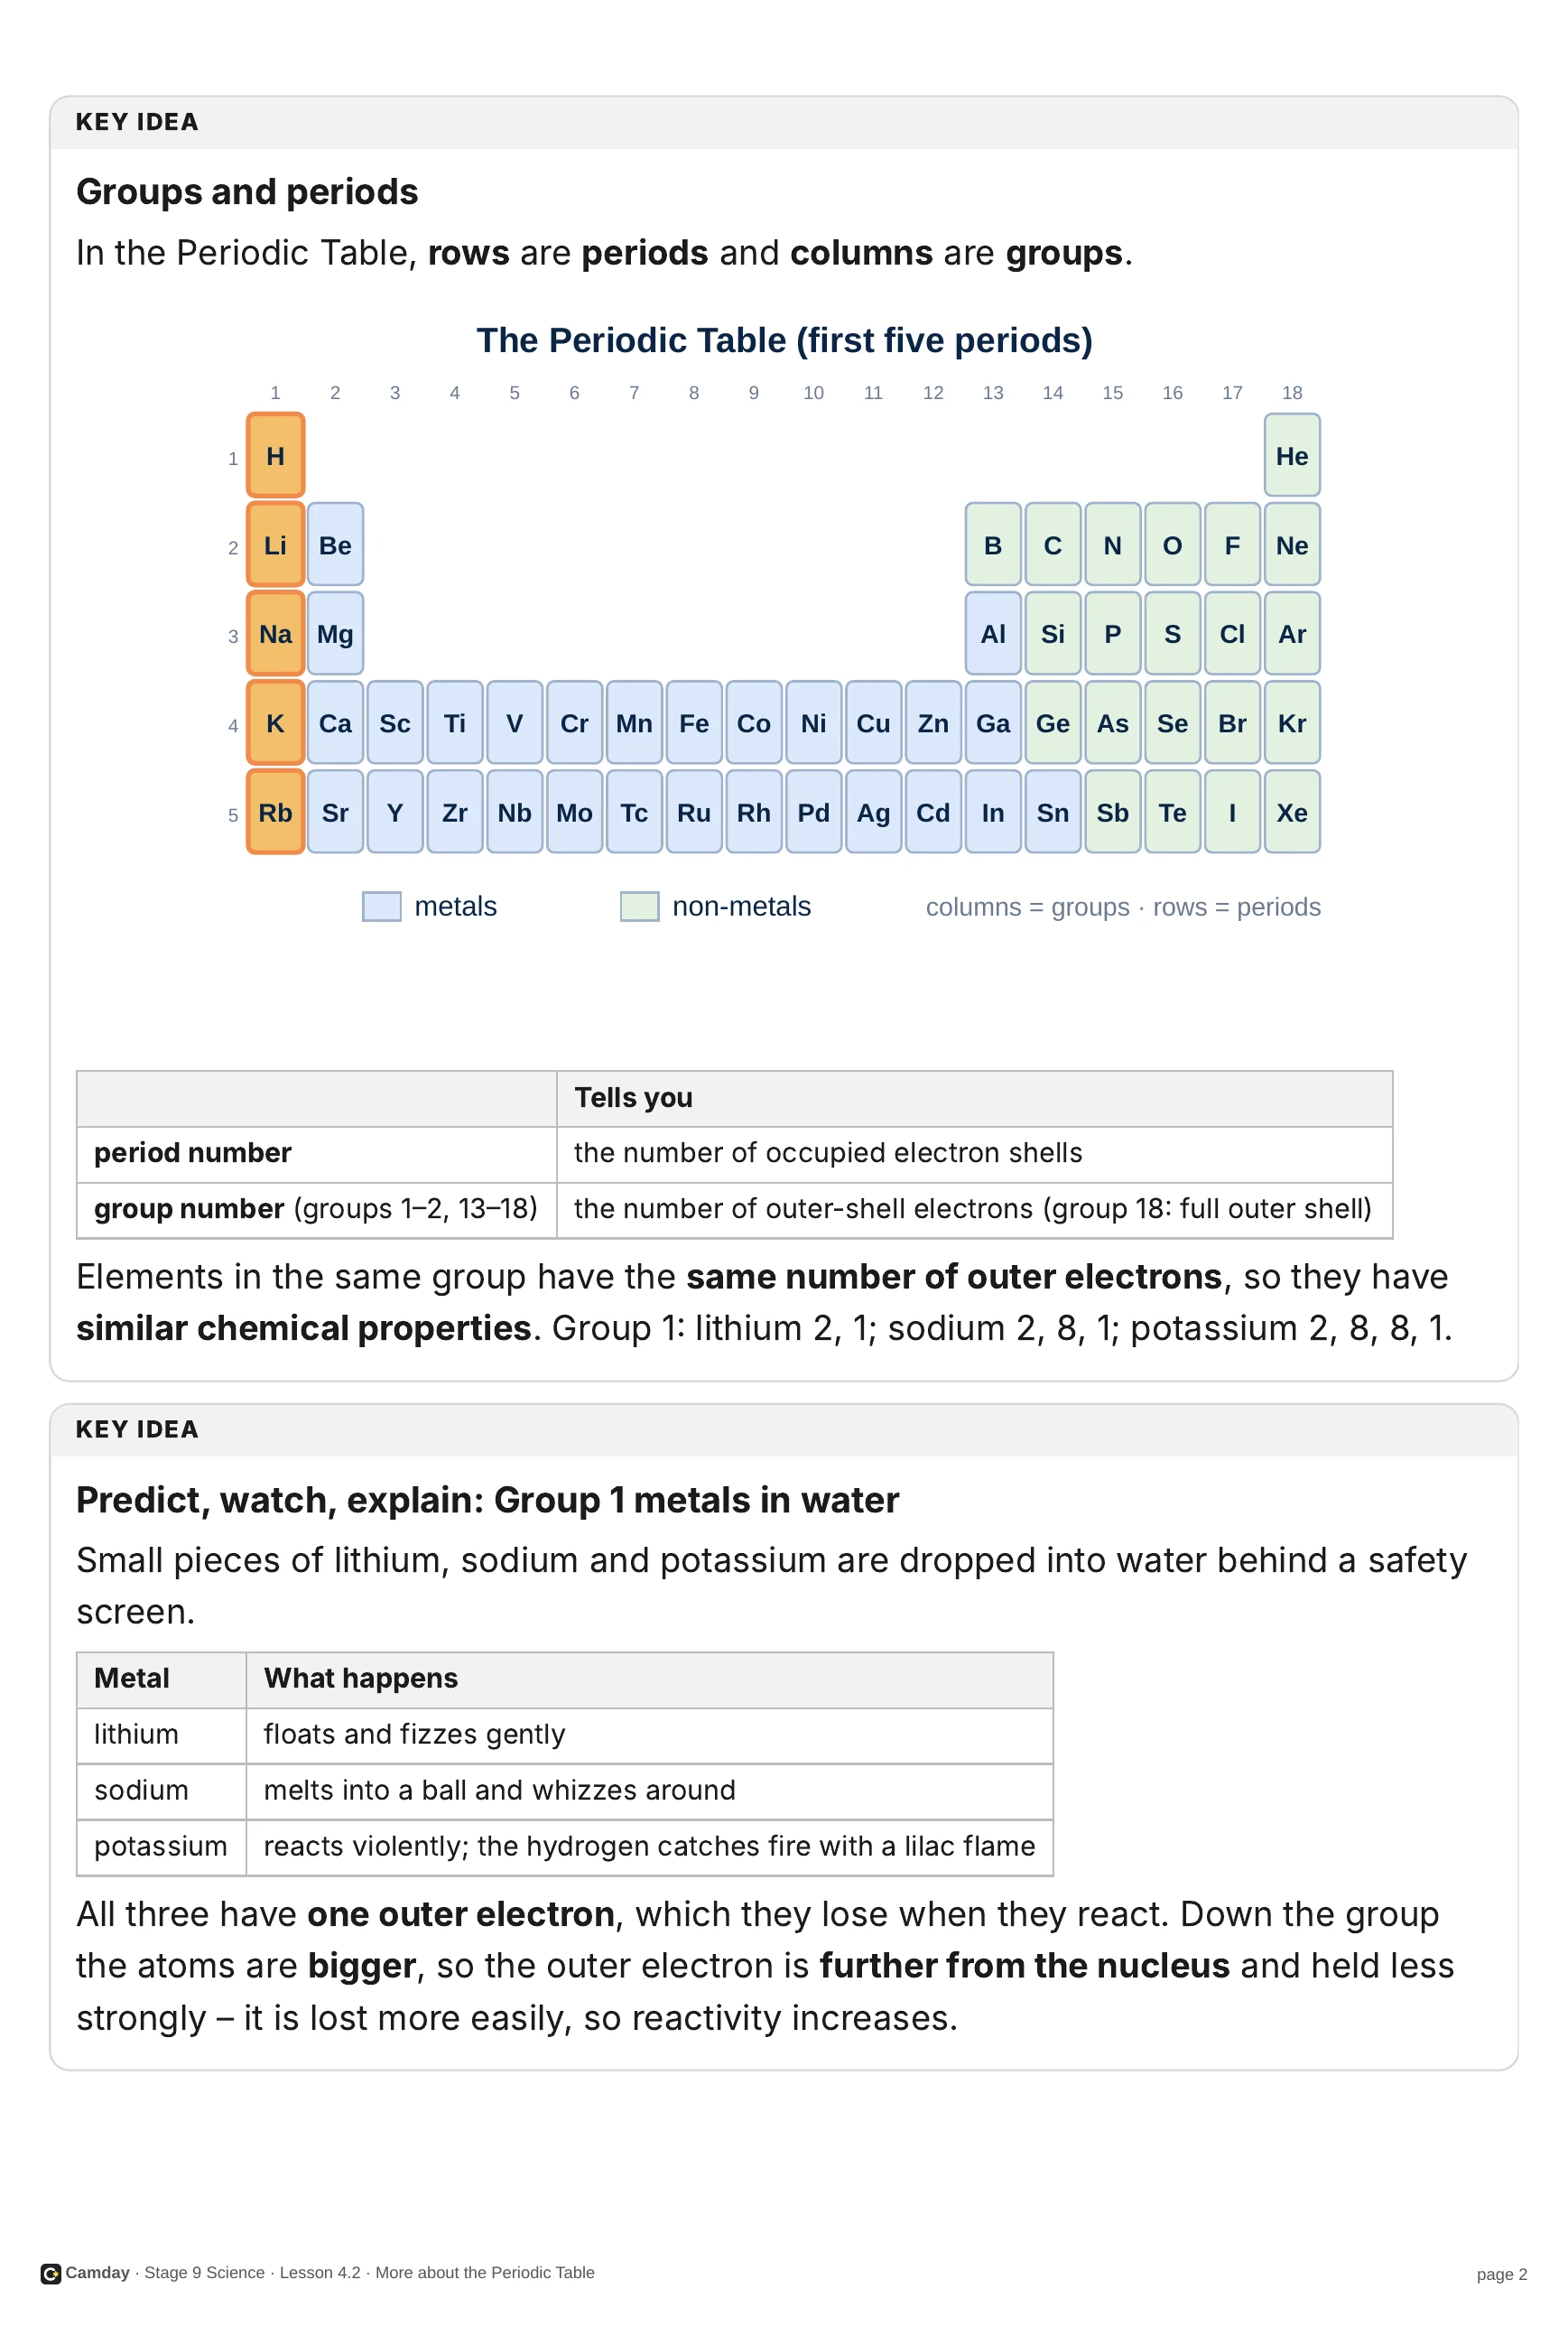 KEY IDEA
Groups and periods
In the Periodic Table, rows are periods and columns are groups.
The Periodic Table (first five periods)
1 2 3 4 5 6 7 8 9 10 11 12 13 14 15 16 17 18
1 H He
2 Li Be B C N O F Ne
3 Na Mg Al Si P S Cl Ar
4 K Ca Sc Ti V Cr Mn Fe Co Ni Cu Zn Ga Ge As Se Br Kr
5 Rb Sr Y Zr Nb Mo Tc Ru Rh Pd Ag Cd In Sn Sb Te I Xe
metals non-metals columns = groups · rows = periods
Tells you
period number the number of occupied electron shells
group number (groups 1–2, 13–18) the number of outer-shell electrons (group 18: full outer shell)
Elements in the same group have the same number of outer electrons, so they have
similar chemical properties. Group 1: lithium 2, 1; sodium 2, 8, 1; potassium 2, 8, 8, 1.
KEY IDEA
Predict, watch, explain: Group 1 metals in water
Small pieces of lithium, sodium and potassium are dropped into water behind a safety
screen.
Metal What happens
lithium floats and fizzes gently
sodium melts into a ball and whizzes around
potassium reacts violently; the hydrogen catches fire with a lilac flame
All three have one outer electron, which they lose when they react. Down the group
the atoms are bigger, so the outer electron is further from the nucleus and held less
strongly – it is lost more easily, so reactivity increases.
Camday · Stage 9 Science · Lesson 4.2 · More about the Periodic Table page 2